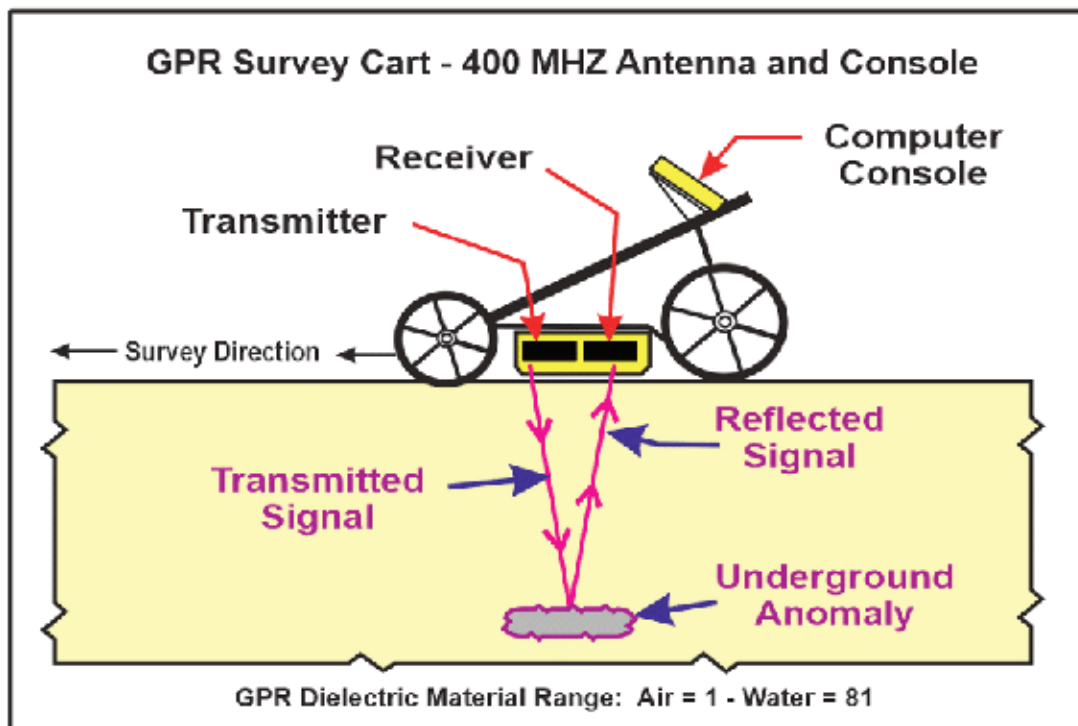 GPR Survey Cart - 400 MHZ Antenna and Console
Computer
Console
Receiver
Transmitter
Survey Direction
Reflected
Signal
Transmitted
Signal
Underground
Anomaly
GPR Dielectric Material Range: Air = 1 - Water = 81